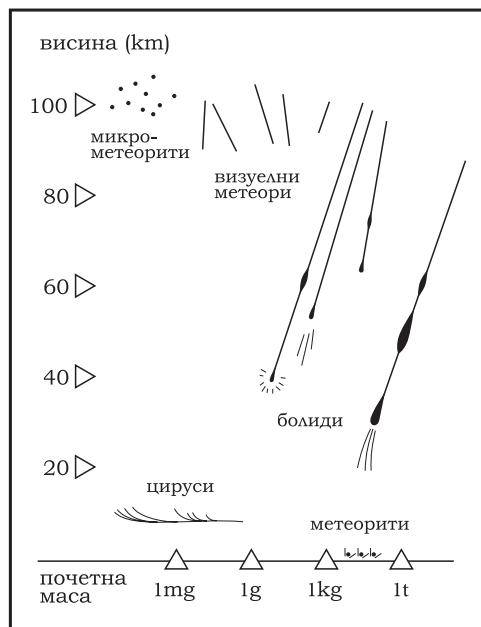 висина (km)
100
микро-
метеорити
визуелни
метеори
80
60
40
болиди
20
цируси
метеорити
почетна
маса
1mg
1g
1kg
1t